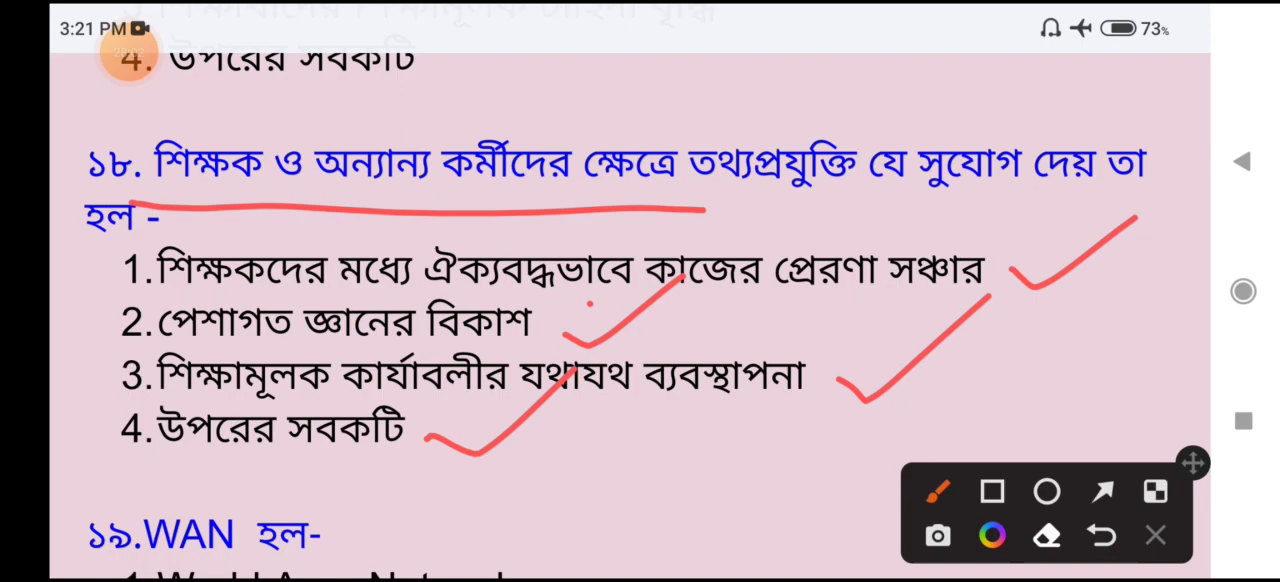 3:21 PM
73%
4. উপরের সবকটি
১৮. শিক্ষক ও অন্যান্য কর্মীদের ক্ষেত্রে তথ্যপ্রযুক্তি যে সুযোগ দেয় তা
হল -
1.শিক্ষকদের মধ্যে ঐক্যবদ্ধভাবে কাজের প্রেরণা সঞ্চার
2.পেশাগত জ্ঞানের বিকাশ
3.শিক্ষামূলক কার্যাবলীর যথাযথ ব্যবস্থাপনা
4.উপরের সবকটি
১৯.WAN হল-